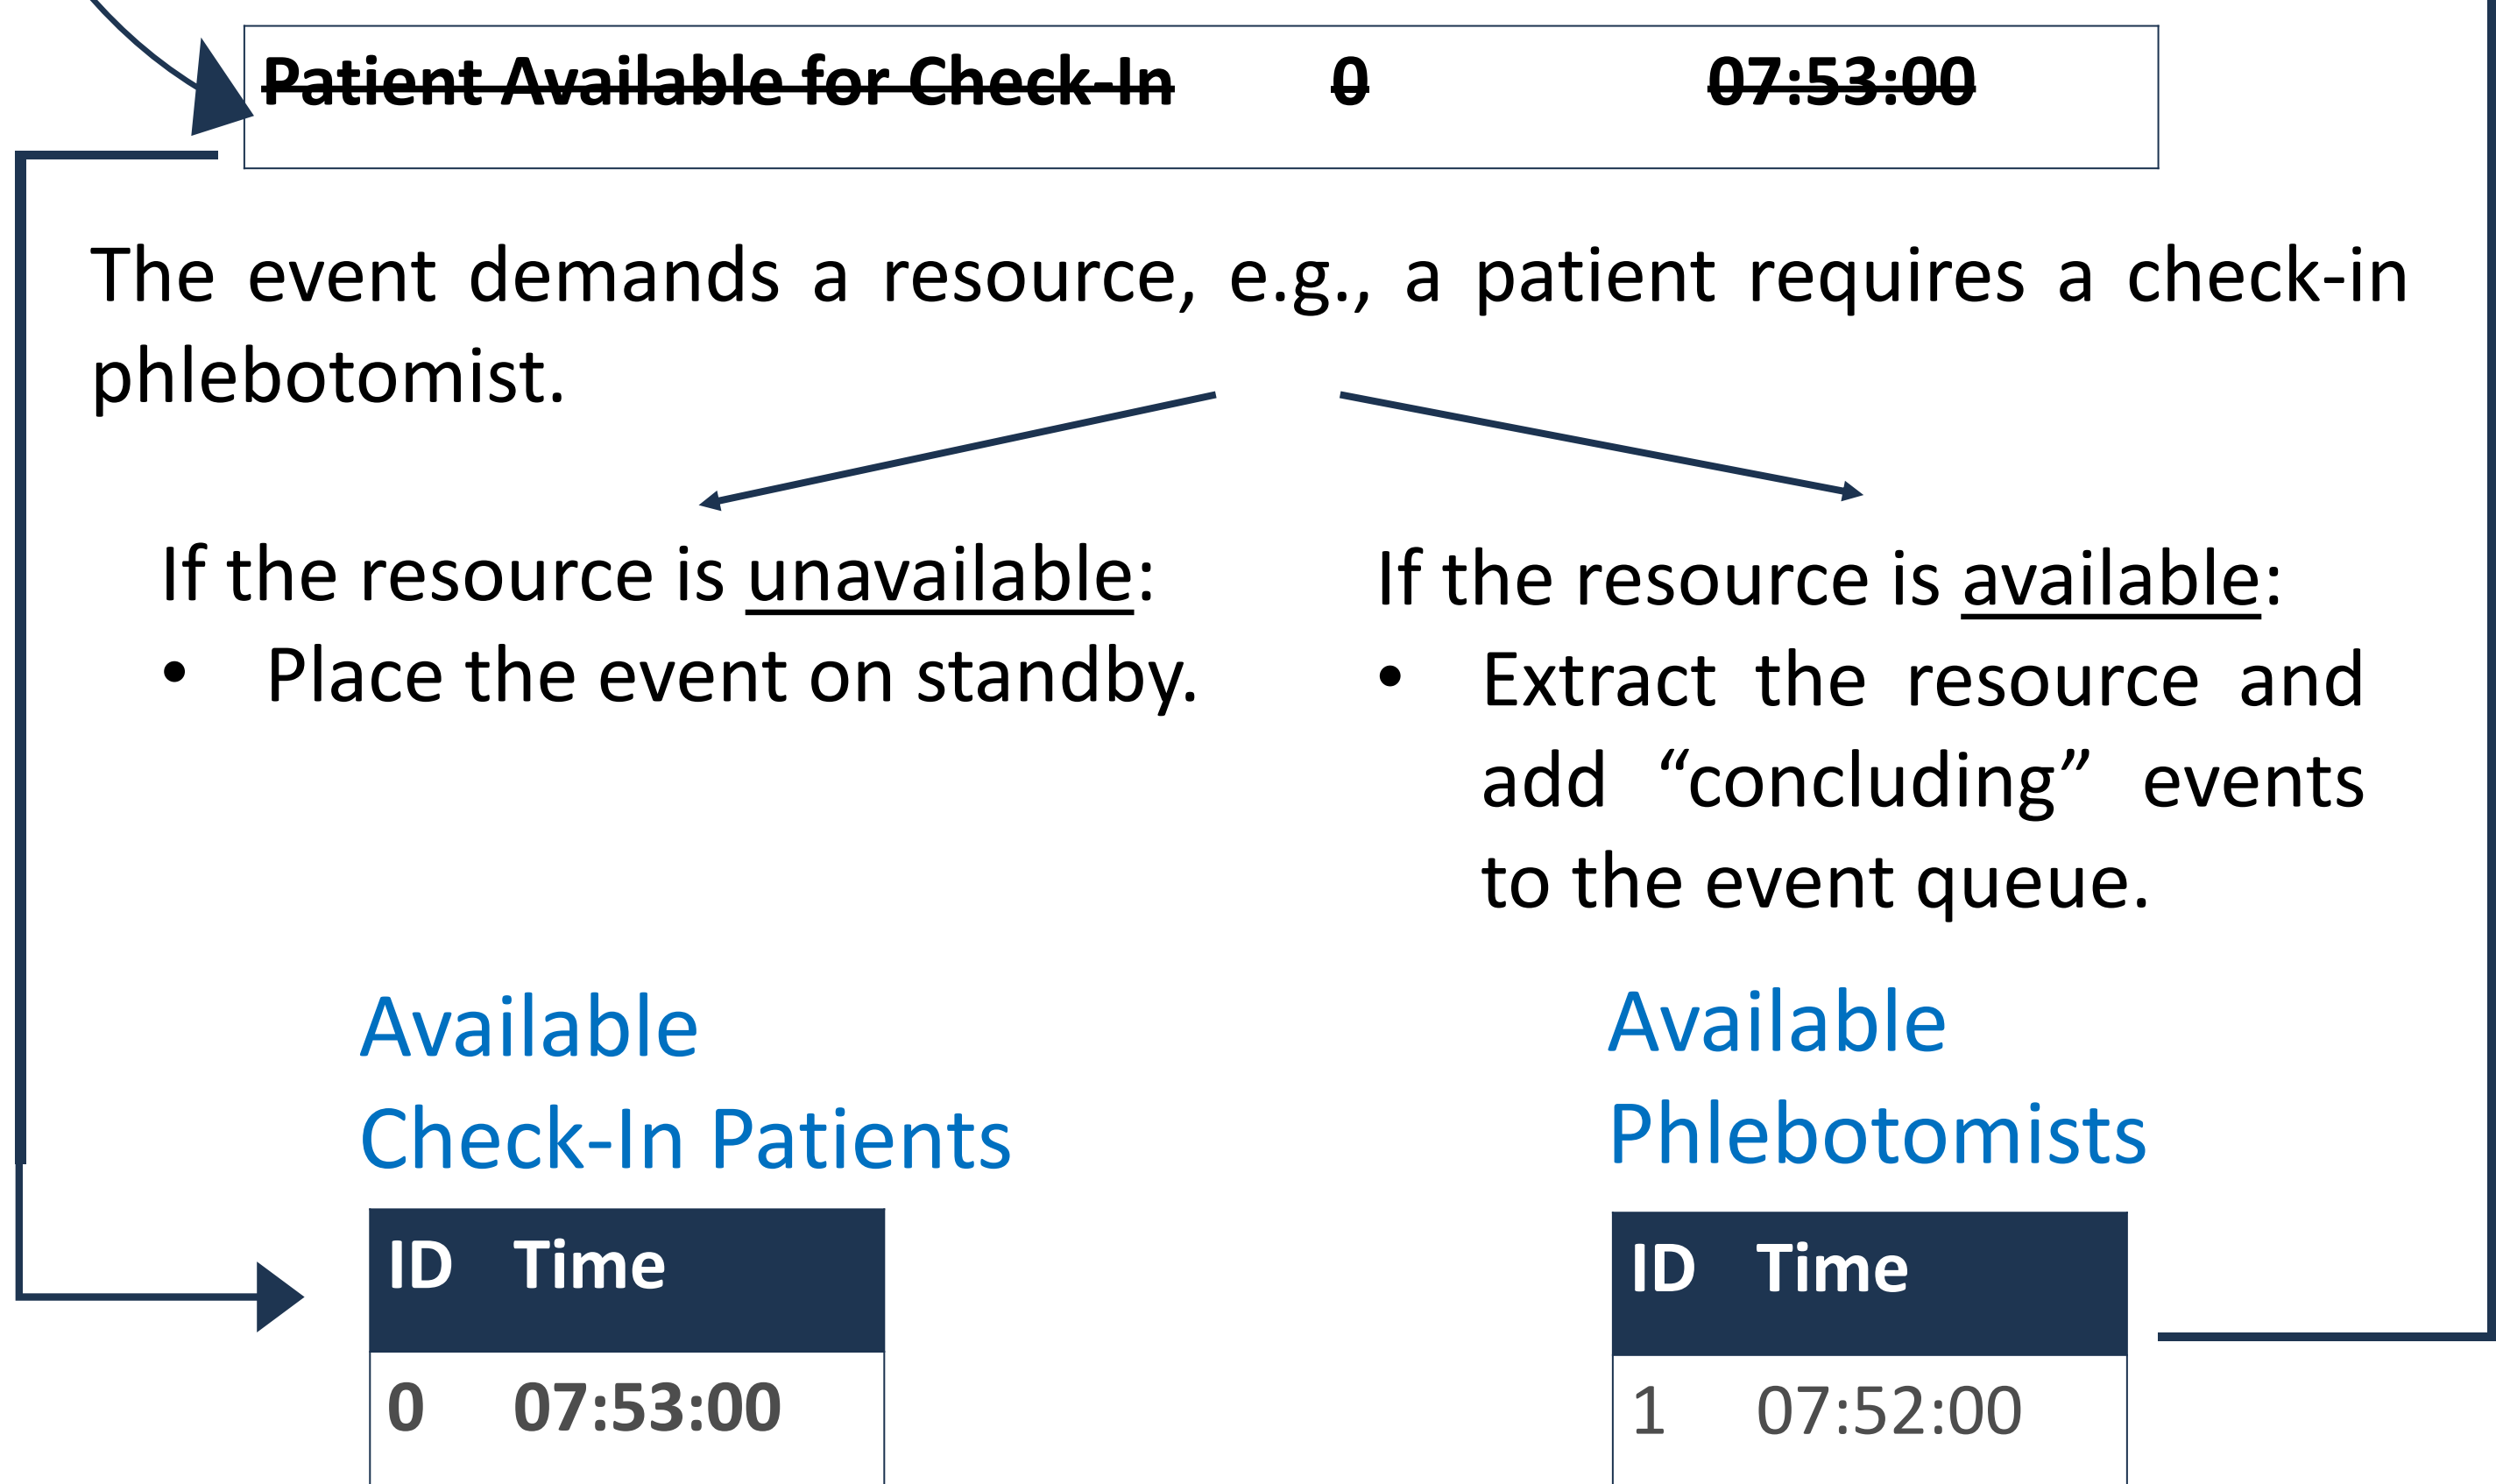 Patient Available for Check-In 0 07:53:00
The event demands a resource, e.g., a patient requires a check-in
phlebotomist.
If the resource is unavailable:
• Place the event on standby.
If the resource is available:
• Extract the resource and
add “concluding” events
to the event queue.
Available
Check-In Patients
ID Time
0 07:53:00
Available
Phlebotomists
ID Time
1 07:52:00